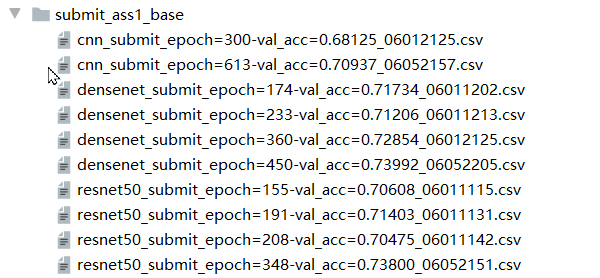 submit_ass1_base
cnn_submit_epoch=300-val_acc=0.68125_06012125.csv
cnn_submit_epoch=613-val_acc=0.70937_06052157.csv
densenet_submit_epoch=174-val_acc=0.71734_06011202.csv
densenet_submit_epoch=233-val_acc=0.71206_06011213.csv
densenet_submit_epoch=360-val_acc=0.72854_06012125.csv
densenet_submit_epoch=450-val_acc=0.73992_06052205.csv
resnet50_submit_epoch=155-val_acc=0.70608_06011115.csv
resnet50_submit_epoch=191-val_acc=0.71403_06011131.csv
resnet50_submit_epoch=208-val_acc=0.70475_06011142.csv
resnet50_submit_epoch=348-val_acc=0.73800_06052151.csv